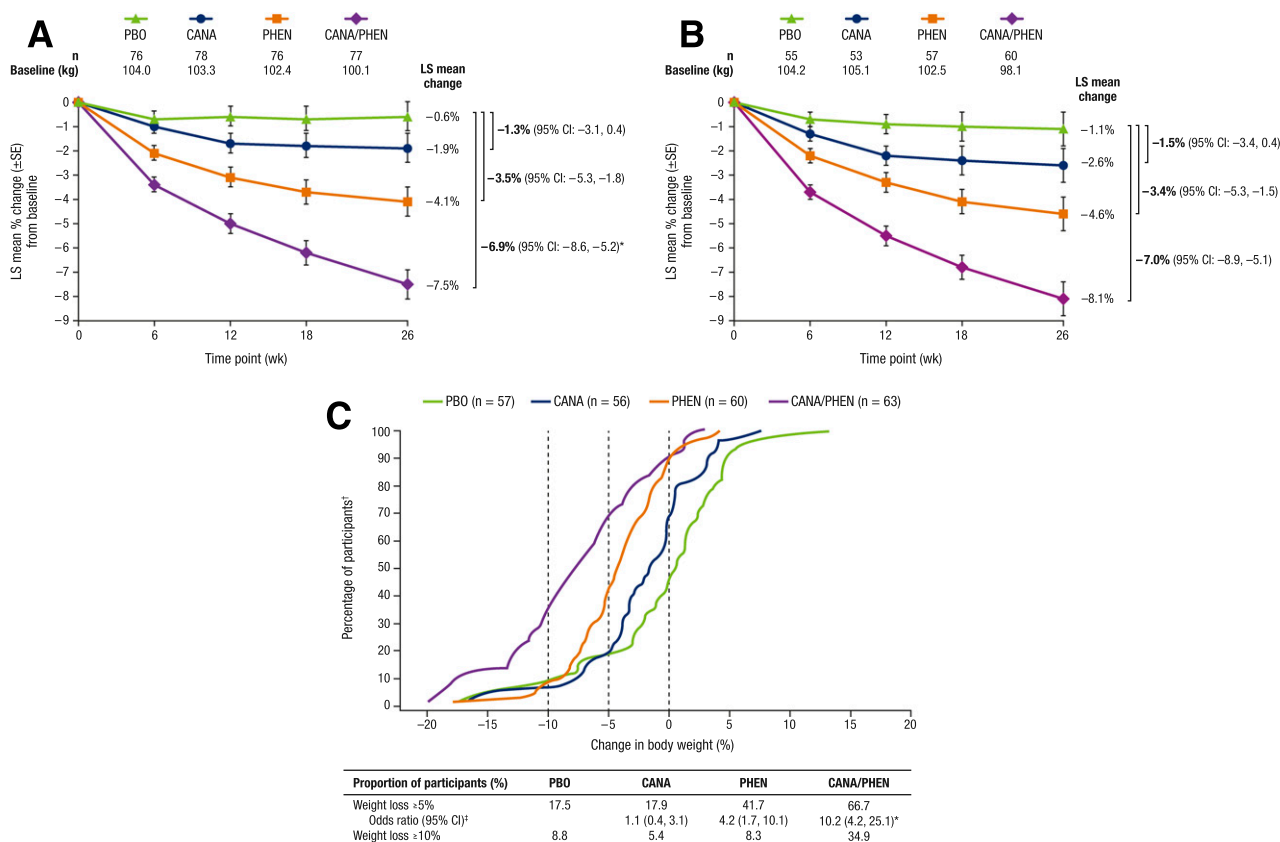 A
PBO CANA PHEN CANA/PHEN
n 76 78 76 77
Baseline (kg) 104.0 103.3 102.4 100.1
LS mean
change
LS mean % change (±SE)
from baseline
0
−1
−2
−3
−4
−5
−6
−7
−8
−9
−0.6%
−1.9%
−4.1%
−7.5%
−1.3% (95% CI: −3.1, 0.4)
−3.5% (95% CI: −5.3, −1.8)
−6.9% (95% CI: −8.6, −5.2)*
0 6 12 18 26
Time point (wk)
B
PBO CANA PHEN CANA/PHEN
n 55 53 57 60
Baseline (kg) 104.2 105.1 102.5 98.1
LS mean
change
LS mean % change (±SE)
from baseline
0
−1
−2
−3
−4
−5
−6
−7
−8
−9
−1.1%
−2.6%
−4.6%
−8.1%
−1.5% (95% CI: −3.4, 0.4)
−3.4% (95% CI: −5.3, −1.5)
−7.0% (95% CI: −8.9, −5.1)
0 6 12 18 26
Time point (wk)
C
PBO (n = 57) CANA (n = 56) PHEN (n = 60) CANA/PHEN (n = 63)
Percentage of participants†
100
90
80
70
60
50
40
30
20
10
0
−20 −15 −10 −5 0 5 10 15 20
Change in body weight (%)
Proportion of participants (%) PBO CANA PHEN CANA/PHEN
Weight loss ≥5% 17.5 17.9 41.7 66.7
Odds ratio (95% CI)‡ 1.1 (0.4, 3.1) 4.2 (1.7, 10.1) 10.2 (4.2, 25.1)*
Weight loss ≥10% 8.8 5.4 8.3 34.9